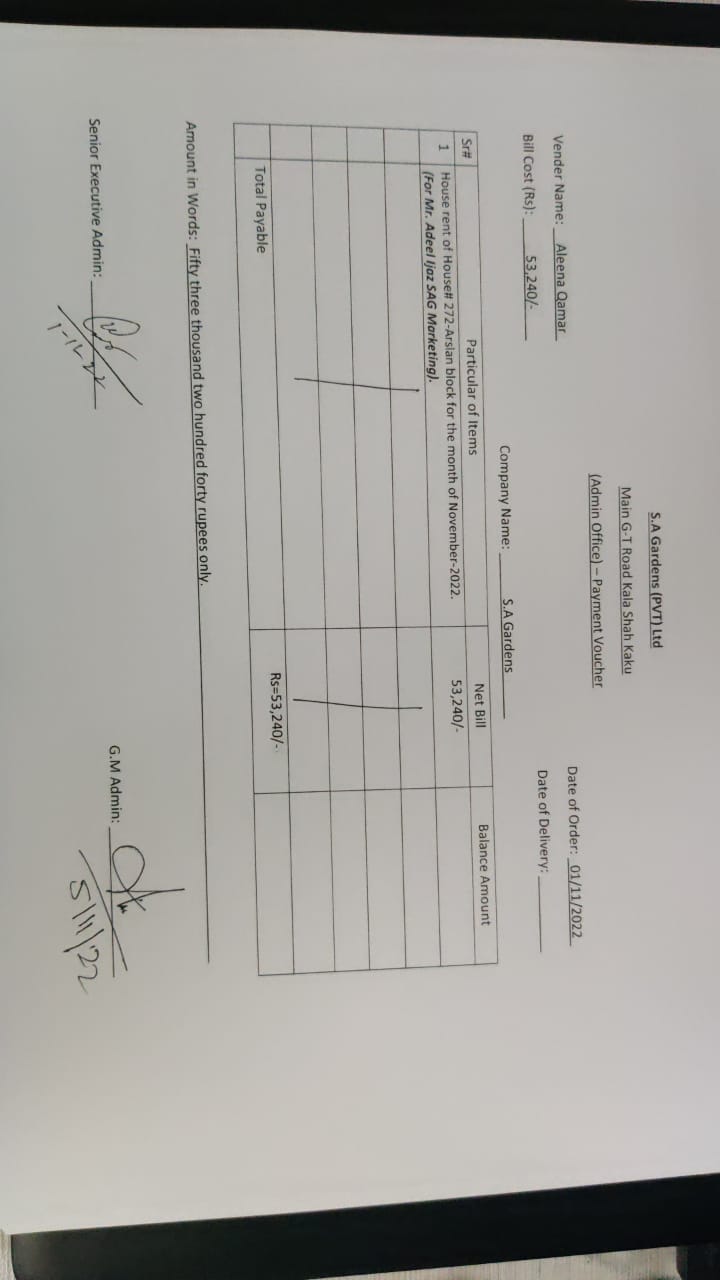 S.A Gardens (PVT) Ltd
Main G-T Road Kala Shah Kaku
(Admin Office) – Payment Voucher
Vender Name: Aleena Qamar
Date of Order: 01/11/2022
Bill Cost (Rs): 53,240/-
Date of Delivery:
Company Name: S.A Gardens
Sr# Particular of Items Net Bill Balance Amount
1 House rent of House# 272-Arslan block for the month of November-2022. 53,240/-
(For Mr. Adeel Ijaz SAG Marketing).
Total Payable Rs=53,240/-
Amount in Words: Fifty three thousand two hundred forty rupees only.
Senior Executive Admin:
G.M Admin:
5/11/22